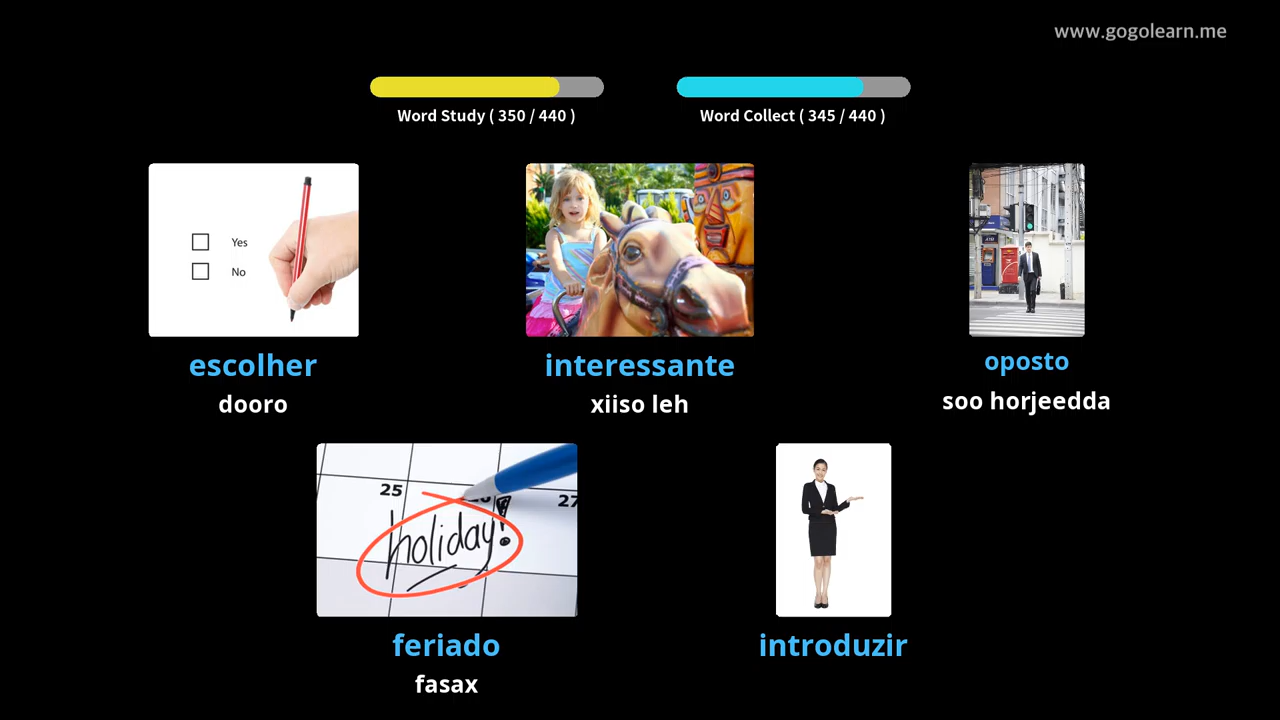 www.gogolearn.me
Word Study ( 350 / 440 )
Word Collect ( 345 / 440 )
Yes
No
escolher
dooro
interessante
xiiso leh
oposto
soo horjeedda
25
27
holiday!
feriado
fasax
introduzir